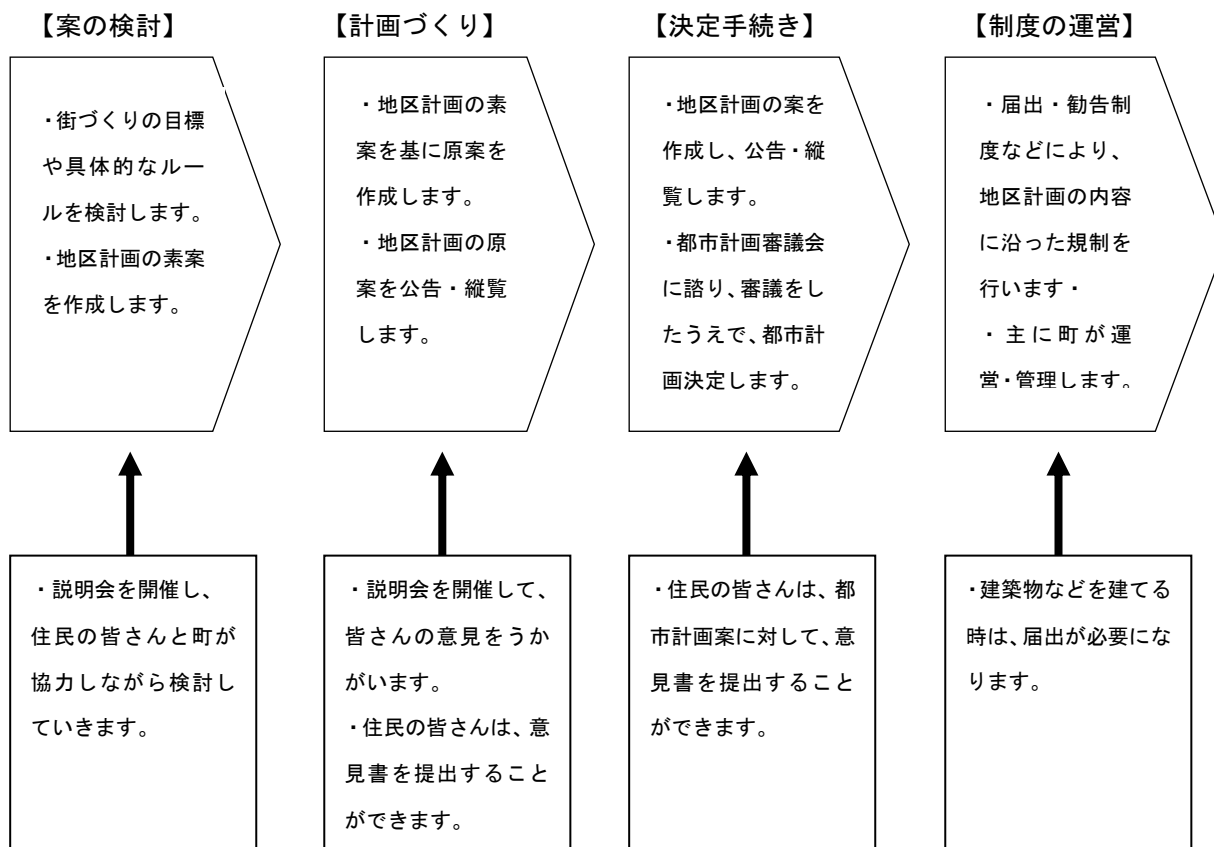 【案の検討】
・街づくりの目標
や具体的なルー
ルを検討します。
・地区計画の素案
を作成します。
【計画づくり】
・地区計画の素
案を基に原案を
作成します。
・地区計画の原
案を公告・縦覧
します。
【決定手続き】
・地区計画の案を
作成し、公告・縦
覧します。
・都市計画審議会
に諮り、審議をし
たうえで、都市計
画決定します。
【制度の運営】
・届出・勧告制
度などにより、
地区計画の内容
に沿った規制を
行います・
・主に町が運
営・管理します。
・説明会を開催し、
住民の皆さんと町が
協力しながら検討し
ていきます。
・説明会を開催して、
皆さんの意見をうか
がいます。
・住民の皆さんは、意
見書を提出すること
ができます。
・住民の皆さんは、都
市計画案に対して、意
見書を提出すること
ができます。
・建築物などを建てる
時は、届出が必要にな
ります。